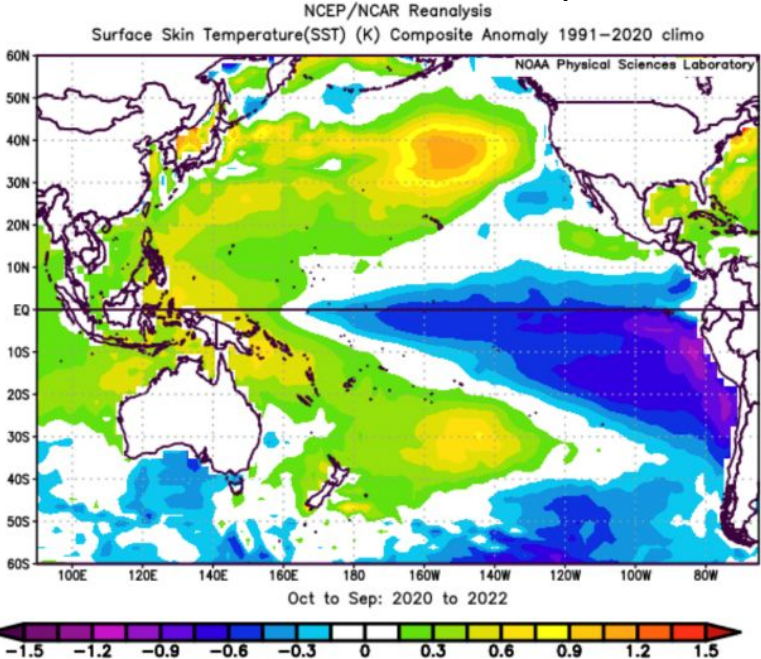 NCEP/NCAR Reanalysis
Surface Skin Temperature(SST) (K) Composite Anomaly 1991-2020 climo
NOAA Physical Sciences Laboratory
60N
50N
40N
30N
20N
10N
EQ
10S
20S
30S
40S
50S
60S
100E 120E 140E 160E 180 160W 140W 120W 100W 80W
Oct to Sep: 2020 to 2022
-1.5 -1.2 -0.9 -0.6 -0.3 0 0.3 0.6 0.9 1.2 1.5